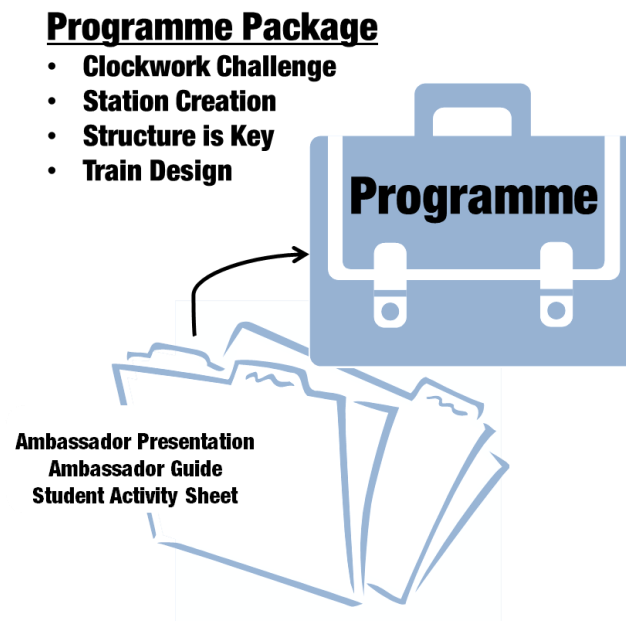 Programme Package
• Clockwork Challenge
• Station Creation
• Structure is Key
• Train Design
Programme
Ambassador Presentation
Ambassador Guide
Student Activity Sheet